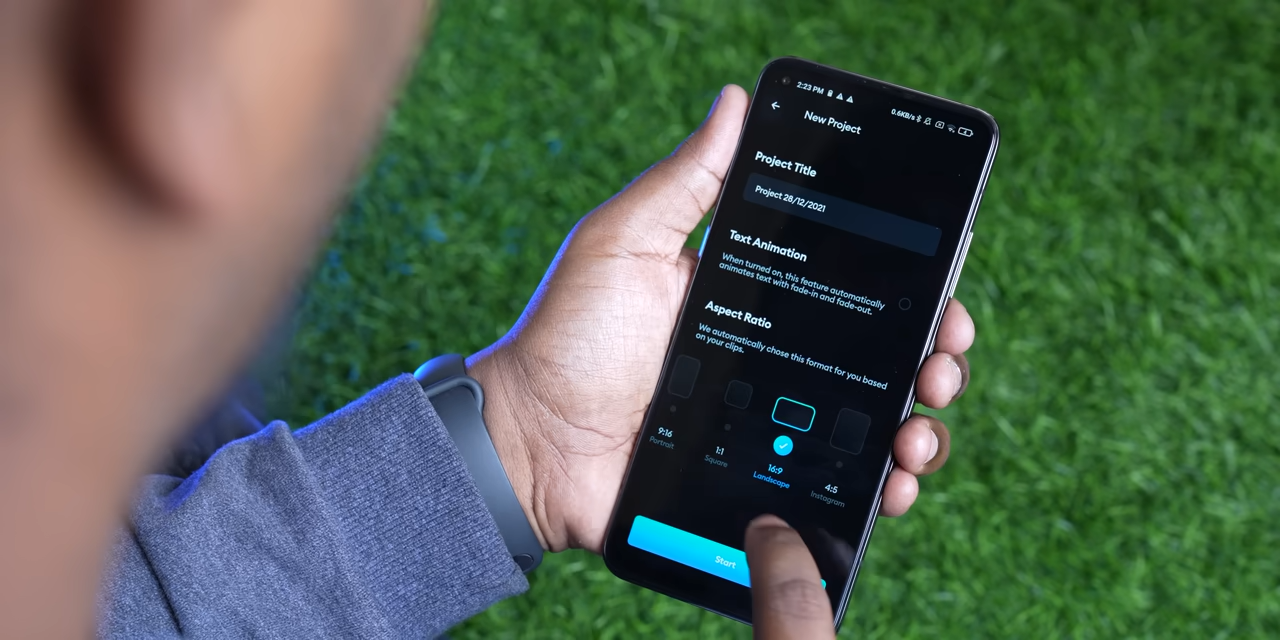 2:23 PM
0.6KB/s
New Project
Project Title
Project 28/12/2021
Text Animation
When turned on, this feature automatically
animates text with fade-in and fade-out.
Aspect Ratio
We automatically chose this format for you based
on your clips.
9:16
Portrait
1:1
Square
16:9
Landscape
4:5
Instagram
Start